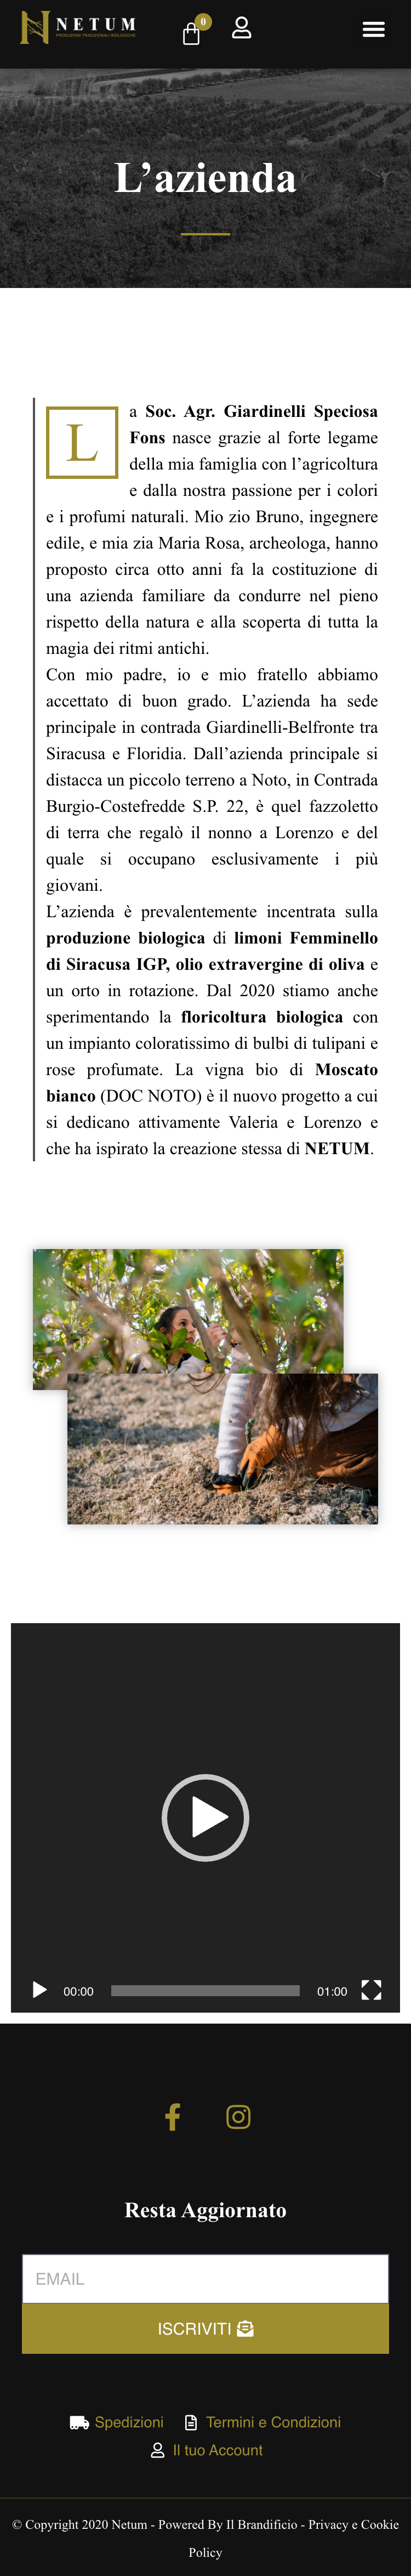 NETUM
PRODUZIONI TRADIZIONALI BIOLOGICHE
0
L’azienda
La Soc. Agr. Giardinelli Speciosa
Fons nasce grazie al forte legame
della mia famiglia con l’agricoltura
e dalla nostra passione per i colori
e i profumi naturali. Mio zio Bruno, ingegnere
edile, e mia zia Maria Rosa, archeologa, hanno
proposto circa otto anni fa la costituzione di
una azienda familiare da condurre nel pieno
rispetto della natura e alla scoperta di tutta la
magia dei ritmi antichi.
Con mio padre, io e mio fratello abbiamo
accettato di buon grado. L’azienda ha sede
principale in contrada Giardinelli-Belfronte tra
Siracusa e Floridia. Dall’azienda principale si
distacca un piccolo terreno a Noto, in Contrada
Burgio-Costefredde S.P. 22, è quel fazzoletto
di terra che regalò il nonno a Lorenzo e del
quale si occupano esclusivamente i più
giovani.
L’azienda è prevalentemente incentrata sulla
produzione biologica di limoni Femminello
di Siracusa IGP, olio extravergine di oliva e
un orto in rotazione. Dal 2020 stiamo anche
sperimentando la floricoltura biologica con
un impianto coloratissimo di bulbi di tulipani e
rose profumate. La vigna bio di Moscato
bianco (DOC NOTO) è il nuovo progetto a cui
si dedicano attivamente Valeria e Lorenzo e
che ha ispirato la creazione stessa di NETUM.
00:00 01:00
Resta Aggiornato
EMAIL
ISCRIVITI
Spedizioni Termini e Condizioni
Il tuo Account
© Copyright 2020 Netum - Powered By Il Brandificio - Privacy e Cookie
Policy